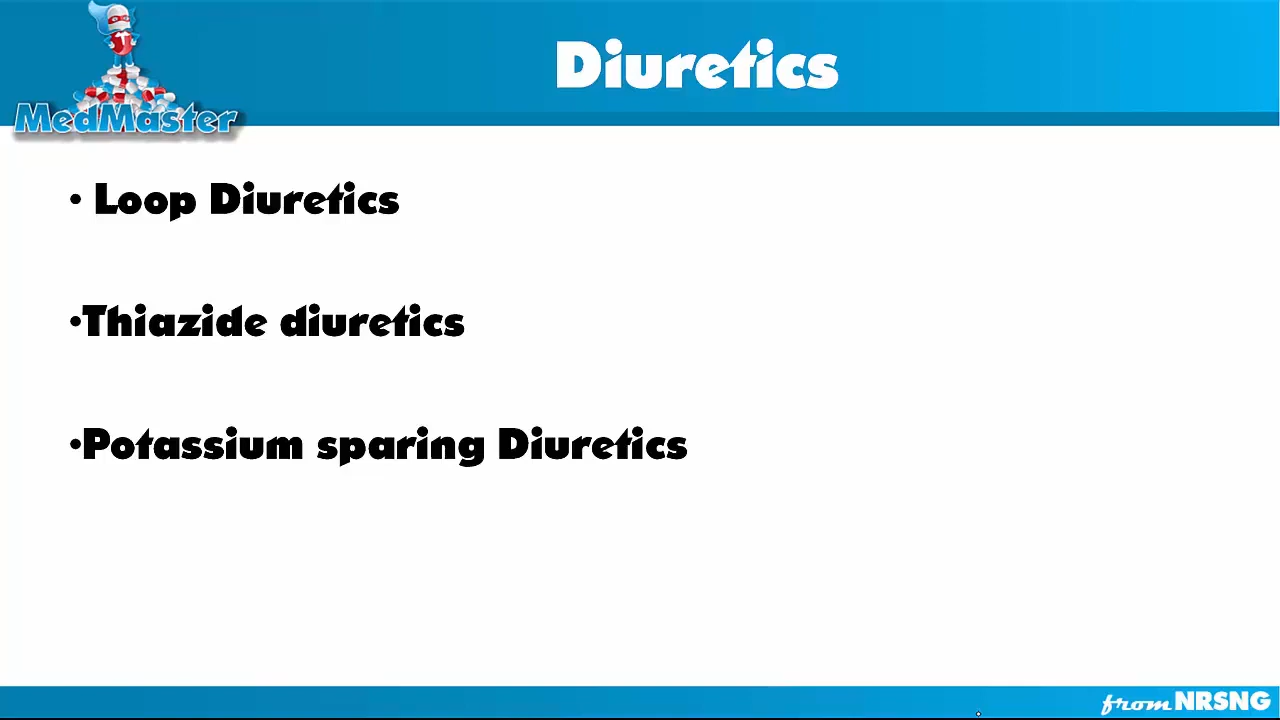 Diuretics
MedMaster
• Loop Diuretics
•Thiazide diuretics
•Potassium sparing Diuretics
from NRSNG